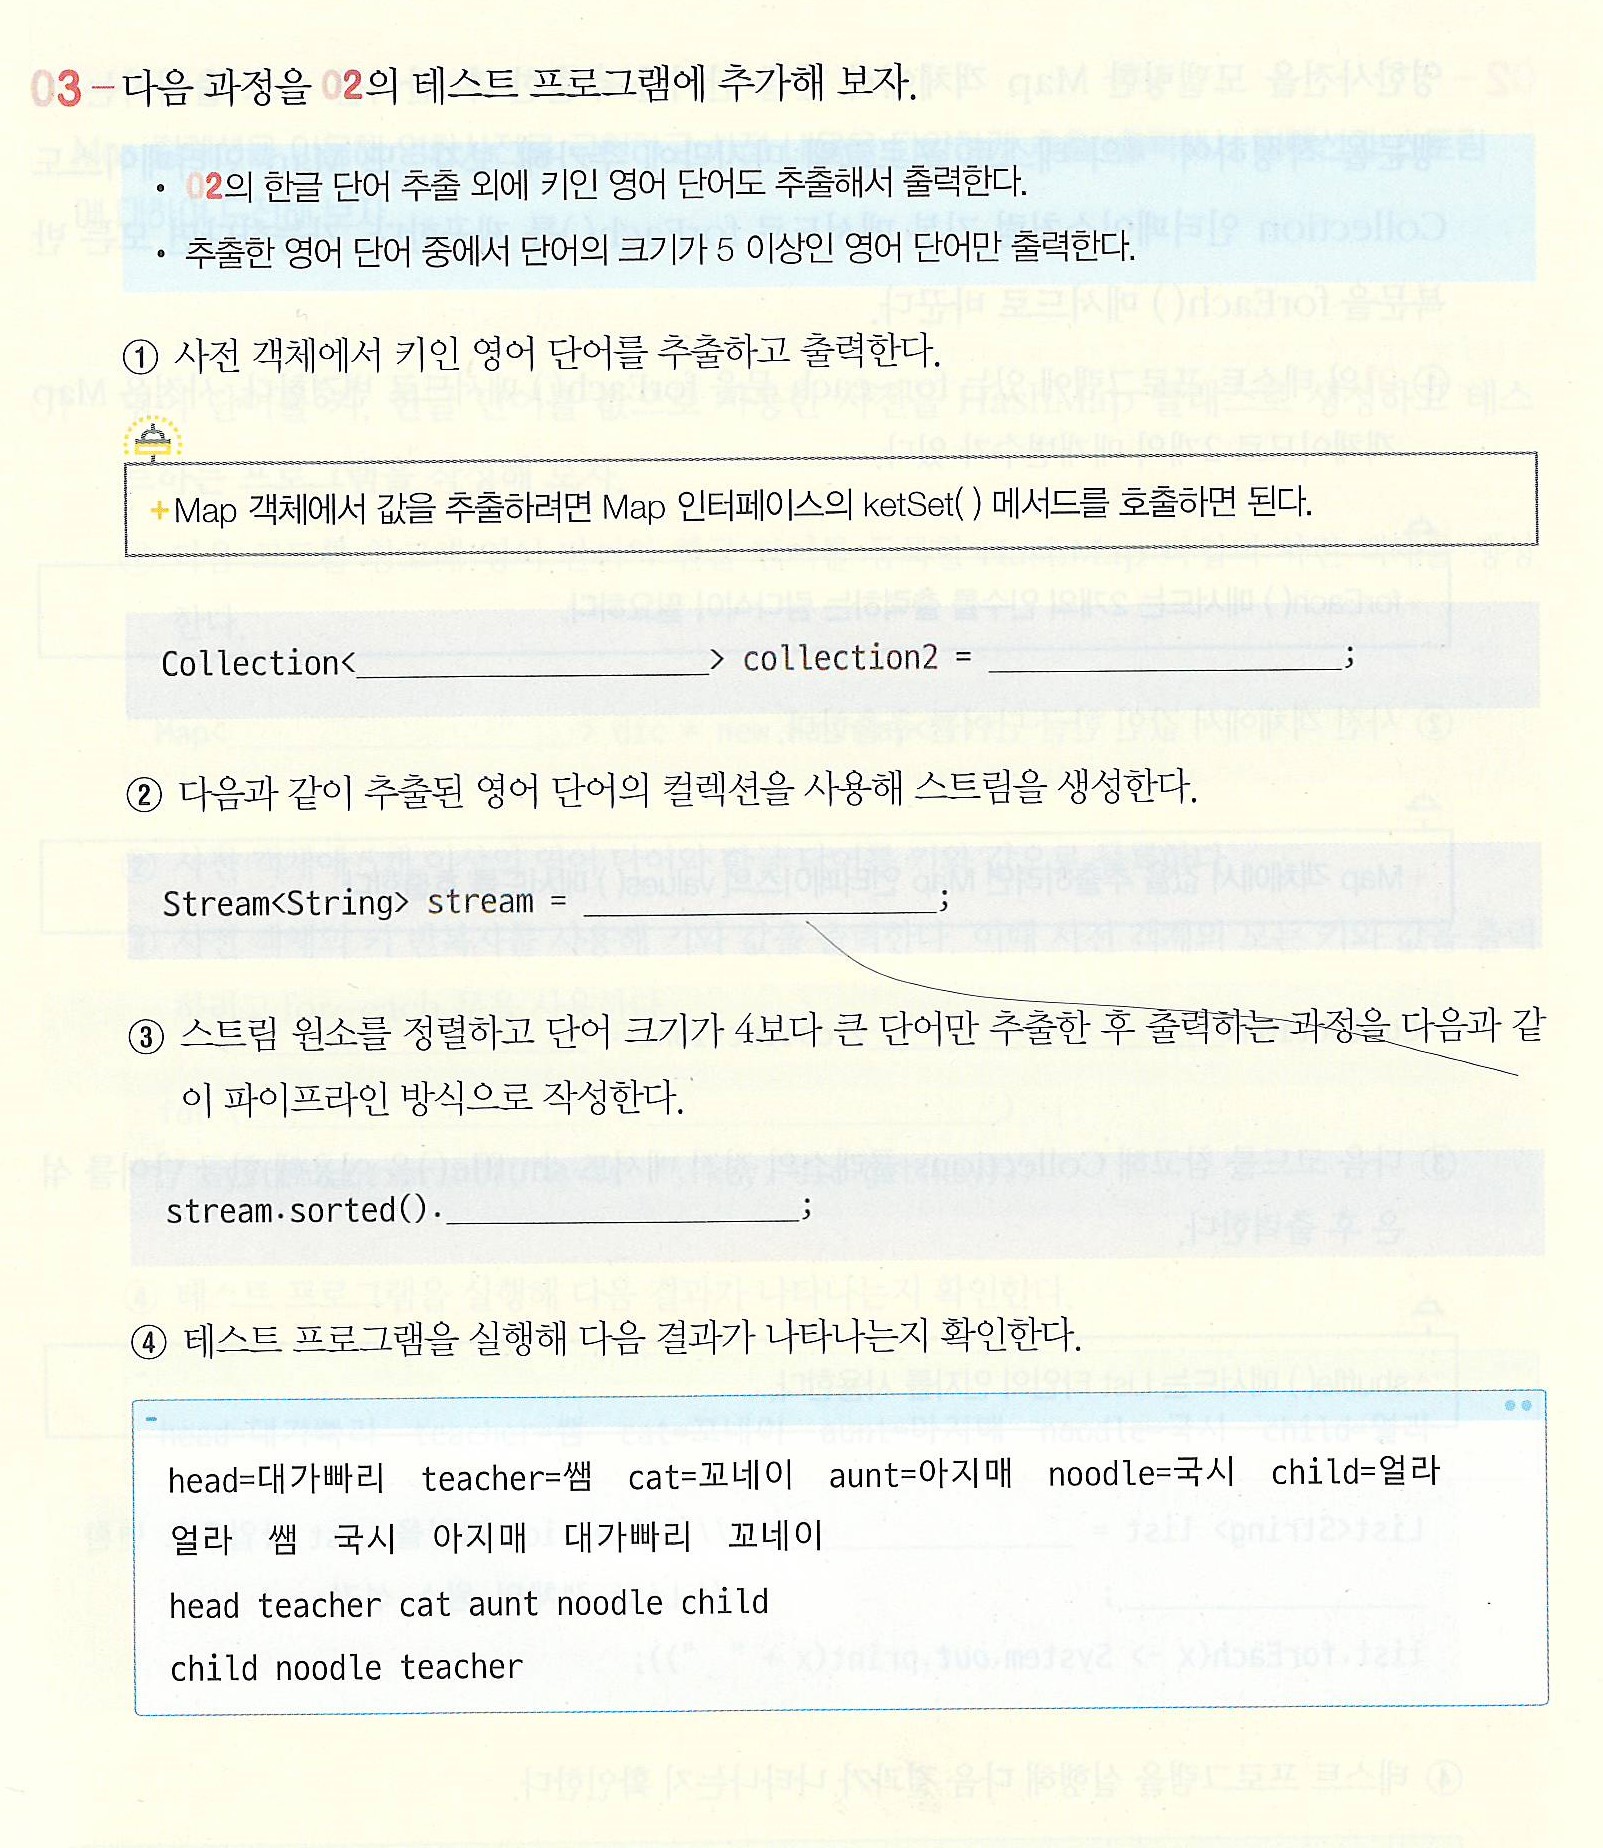 03 – 다음 과정을 02의 테스트 프로그램에 추가해 보자.
• 02의 한글 단어 추출 외에 키인 영어 단어도 추출해서 출력한다.
• 추출한 영어 단어 중에서 단어의 크기가 5 이상인 영어 단어만 출력한다.
① 사전 객체에서 키인 영어 단어를 추출하고 출력한다.
+Map 객체에서 값을 추출하려면 Map 인터페이스의 ketSet( ) 메서드를 호출하면 된다.
Collection<____________________> collection2 = ____________________;
② 다음과 같이 추출된 영어 단어의 컬렉션을 사용해 스트림을 생성한다.
Stream<String> stream = ____________________;
③ 스트림 원소를 정렬하고 단어 크기가 4보다 큰 단어만 추출한 후 출력하는 과정을 다음과 같
이 파이프라인 방식으로 작성한다.
stream.sorted().____________________;
④ 테스트 프로그램을 실행해 다음 결과가 나타나는지 확인한다.
head=대가빠리 teacher=쌤 cat=꼬네이 aunt=아지매 noodle=국시 child=얼라
얼라 쌤 국시 아지매 대가빠리 꼬네이
head teacher cat aunt noodle child
child noodle teacher